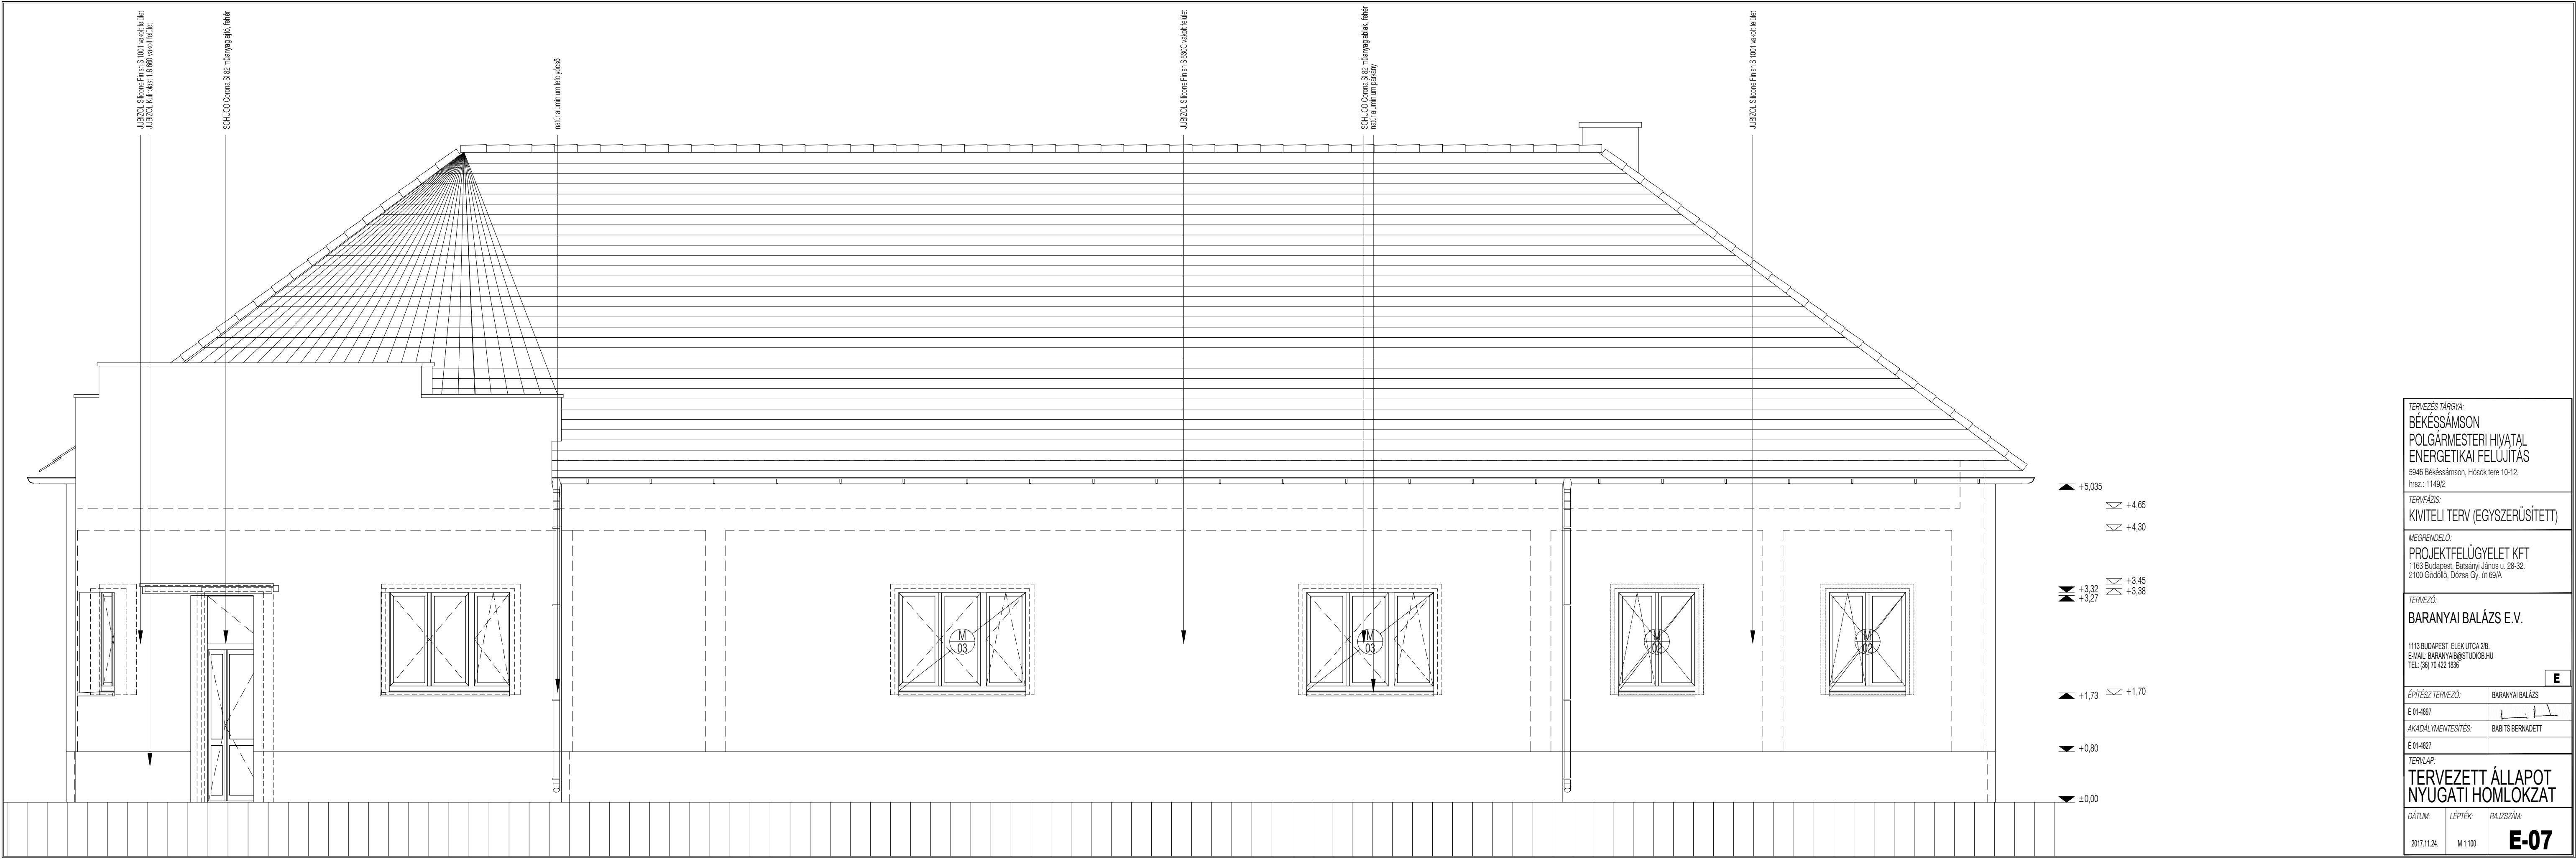 JUBIZOL Silicone Finish S 1001 vakolt felület
JUBIZOL Kulirplast 1.8 680 vakolt felület
SCHÜCO Corona SI 82 műanyag ajtó, fehér
natúr alumínium lefolyócső
JUBIZOL Silicone Finish S 530C vakolt felület
SCHÜCO Corona SI 82 műanyag ablak, fehér
natúr alumínium párkány
JUBIZOL Silicone Finish S 1001 vakolt felület
M
03
M
03
M
02
M
02
+5,035
+4,65
+4,30
+3,45
+3,32
+3,38
+3,27
+1,73
+1,70
+0,80
±0,00
TERVEZÉS TÁRGYA:
BÉKÉSSÁMSON
POLGÁRMESTERI HIVATAL
ENERGETIKAI FELÚJÍTÁS
5946 Békéssámson, Hősök tere 10-12.
hrsz.: 1149/2
TERVFÁZIS:
KIVITELI TERV (EGYSZERŰSÍTETT)
MEGRENDELŐ:
PROJEKTFELÜGYELET KFT
1163 Budapest, Batsányi János u. 28-32.
2100 Gödöllő, Dózsa Gy. út 69/A
TERVEZŐ:
BARANYAI BALÁZS E.V.
1113 BUDAPEST, ELEK UTCA 2/B.
E-MAIL: BARANYAIB@STUDIOB.HU
TEL: (36) 70 422 1836
E
ÉPÍTÉSZ TERVEZŐ: BARANYAI BALÁZS
É 01-4897
AKADÁLYMENTESÍTÉS: BABITS BERNADETT
É 01-4827
TERVLAP:
TERVEZETT ÁLLAPOT
NYUGATI HOMLOKZAT
DÁTUM: LÉPTÉK: RAJZSZÁM:
2017.11.24. M 1:100 E-07